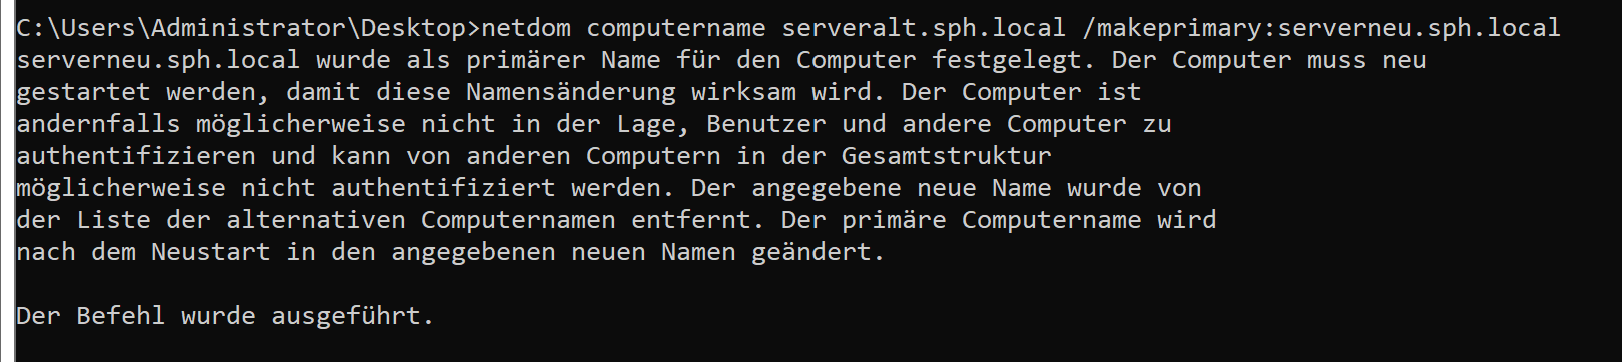 C:\Users\Administrator\Desktop>netdom computername serveralt.sph.local /makeprimary:serverneu.sph.local
serverneu.sph.local wurde als primärer Name für den Computer festgelegt. Der Computer muss neu
gestartet werden, damit diese Namensänderung wirksam wird. Der Computer ist
andernfalls möglicherweise nicht in der Lage, Benutzer und andere Computer zu
authentifizieren und kann von anderen Computern in der Gesamtstruktur
möglicherweise nicht authentifiziert werden. Der angegebene neue Name wurde von
der Liste der alternativen Computernamen entfernt. Der primäre Computername wird
nach dem Neustart in den angegebenen neuen Namen geändert.
Der Befehl wurde ausgeführt.